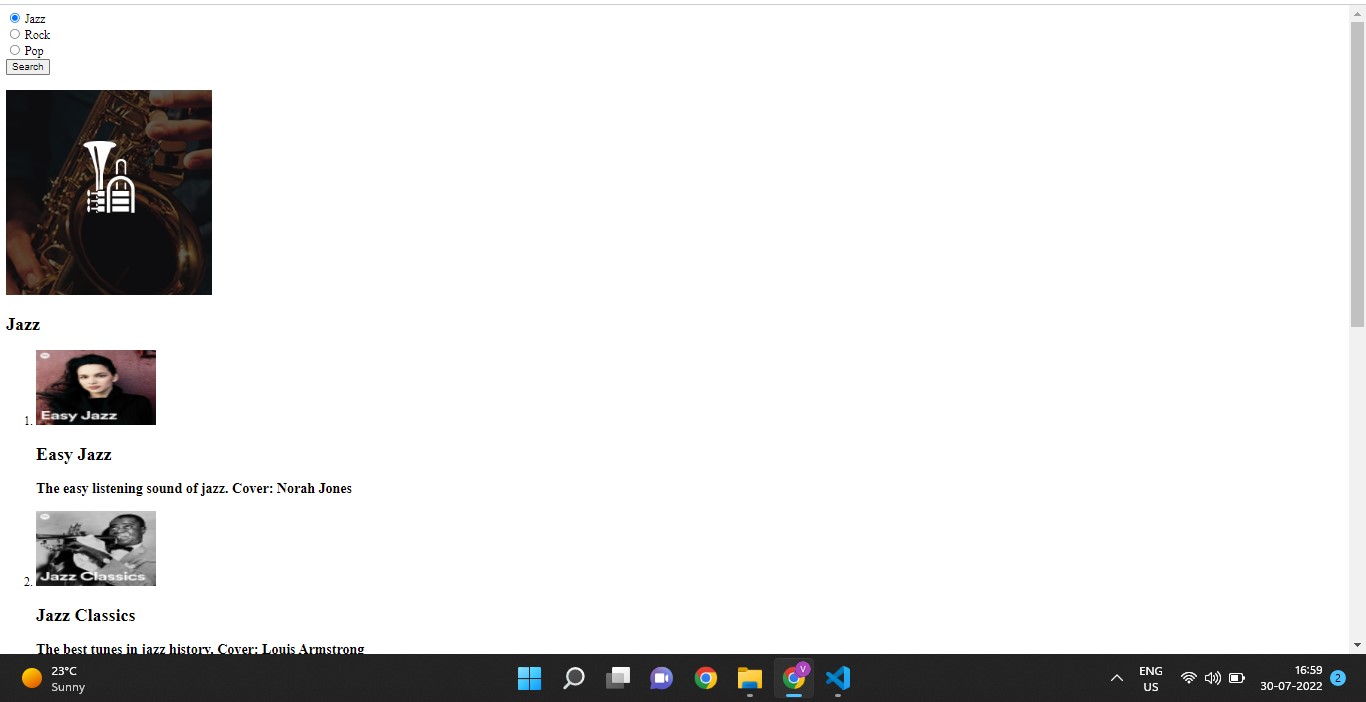 Jazz
Rock
Pop
Search
Jazz
Easy Jazz
1.
Easy Jazz
The easy listening sound of jazz. Cover: Norah Jones
Jazz Classics
2.
Jazz Classics
The best tunes in jazz history. Cover: Louis Armstrong
23°C
Sunny
V
ENG
US
16:59
30-07-2022
2